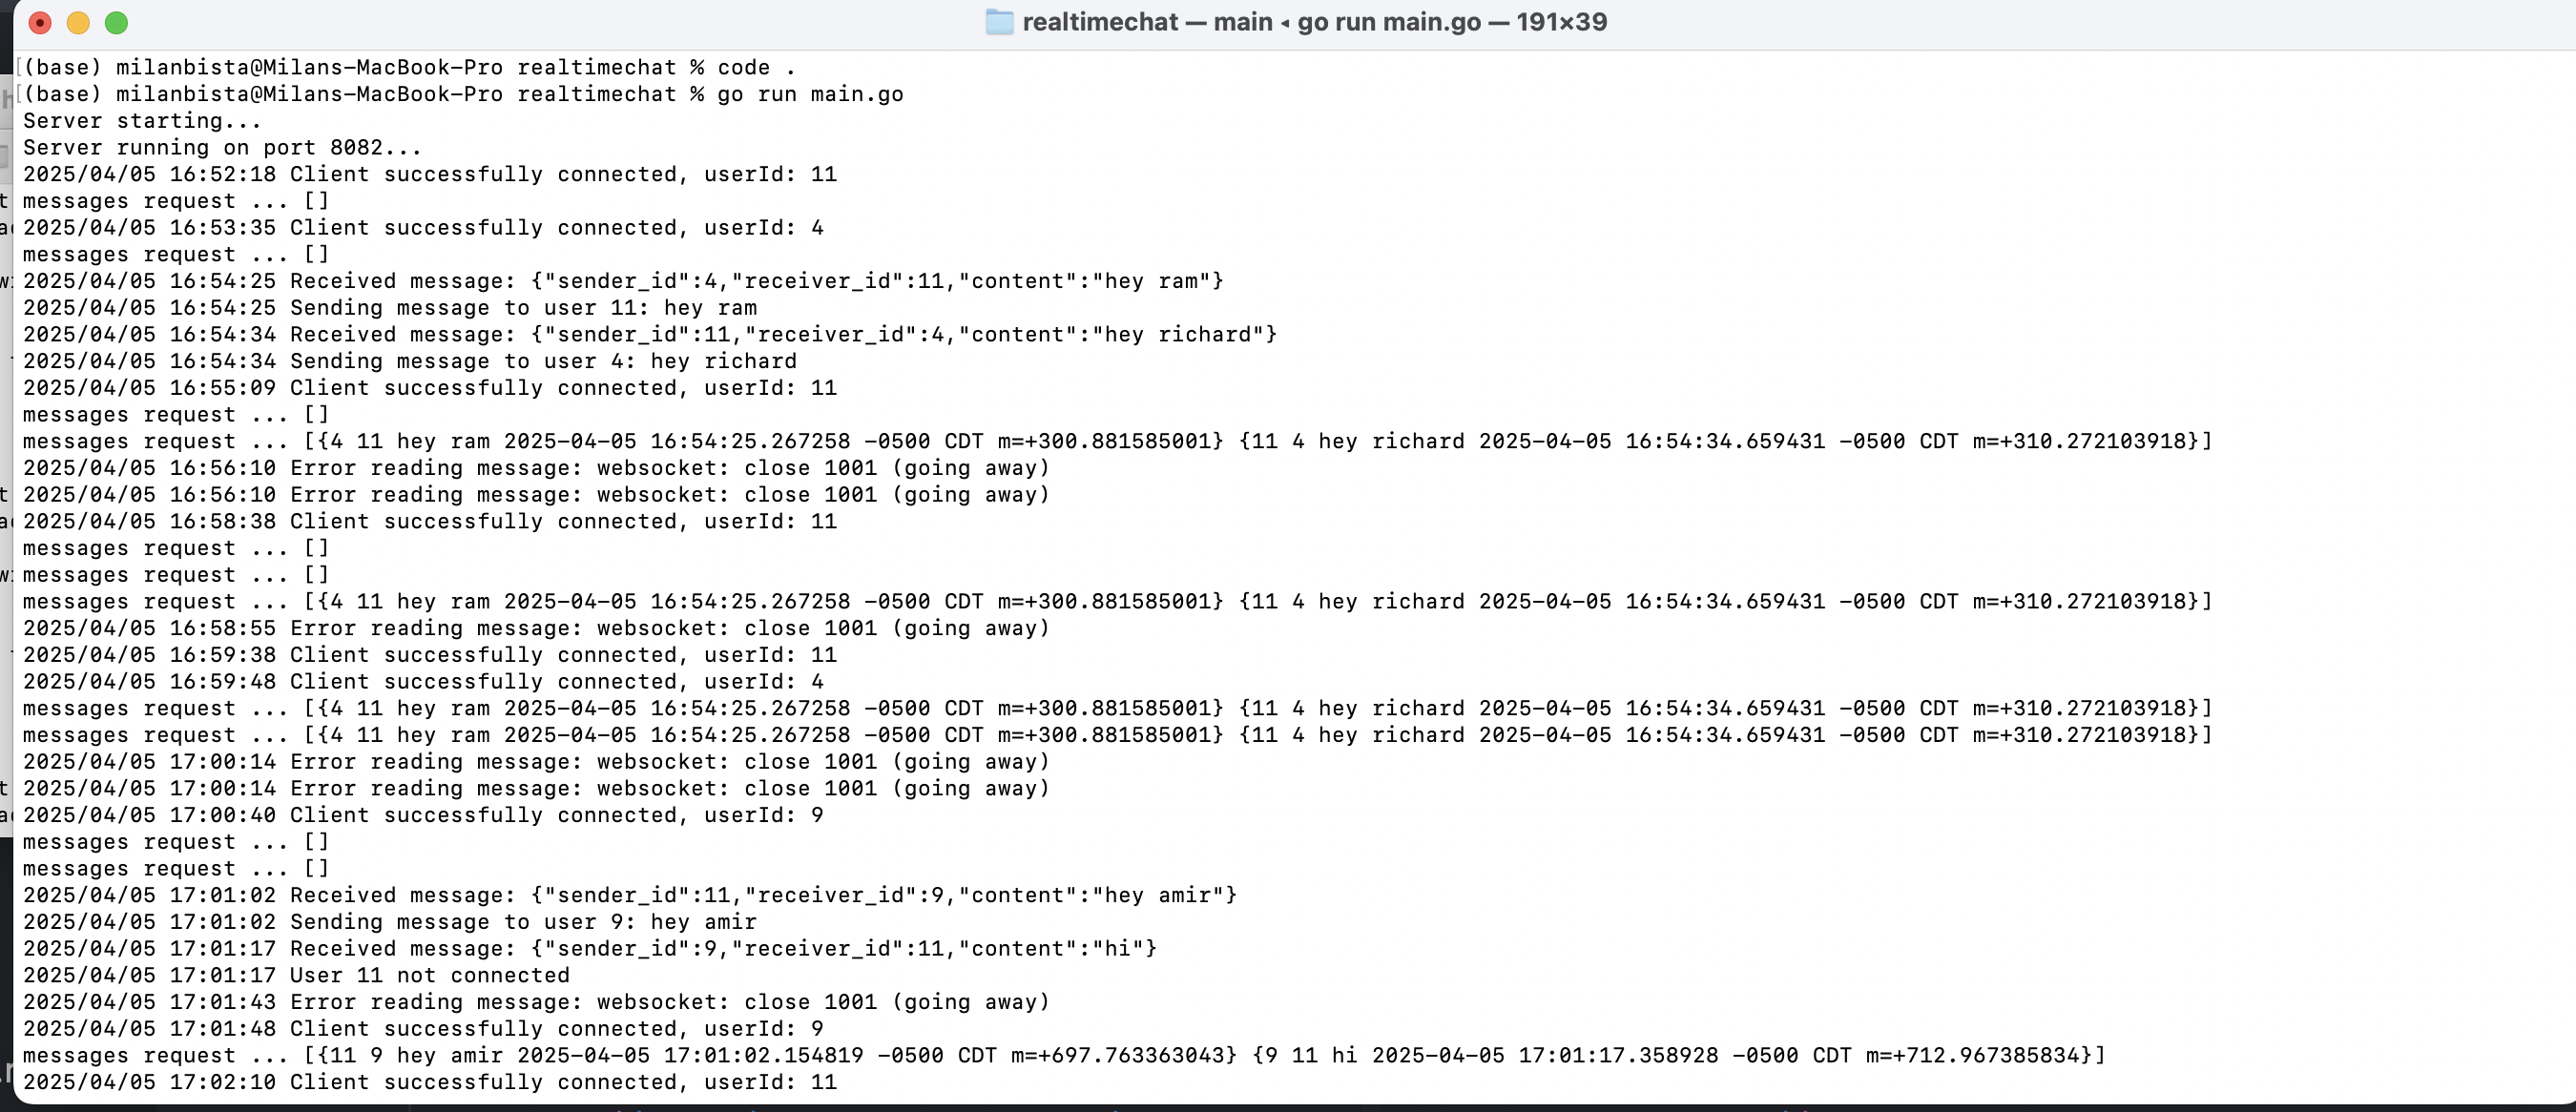 realtimechat — main ◂ go run main.go — 191×39
(base) milanbista@Milans-MacBook-Pro realtimechat % code .
(base) milanbista@Milans-MacBook-Pro realtimechat % go run main.go
Server starting...
Server running on port 8082...
2025/04/05 16:52:18 Client successfully connected, userId: 11
messages request ... []
2025/04/05 16:53:35 Client successfully connected, userId: 4
messages request ... []
2025/04/05 16:54:25 Received message: {"sender_id":4,"receiver_id":11,"content":"hey ram"}
2025/04/05 16:54:25 Sending message to user 11: hey ram
2025/04/05 16:54:34 Received message: {"sender_id":11,"receiver_id":4,"content":"hey richard"}
2025/04/05 16:54:34 Sending message to user 4: hey richard
2025/04/05 16:55:09 Client successfully connected, userId: 11
messages request ... []
messages request ... [{4 11 hey ram 2025-04-05 16:54:25.267258 -0500 CDT m=+300.881585001} {11 4 hey richard 2025-04-05 16:54:34.659431 -0500 CDT m=+310.272103918}]
2025/04/05 16:56:10 Error reading message: websocket: close 1001 (going away)
2025/04/05 16:56:10 Error reading message: websocket: close 1001 (going away)
2025/04/05 16:58:38 Client successfully connected, userId: 11
messages request ... []
messages request ... []
messages request ... [{4 11 hey ram 2025-04-05 16:54:25.267258 -0500 CDT m=+300.881585001} {11 4 hey richard 2025-04-05 16:54:34.659431 -0500 CDT m=+310.272103918}]
2025/04/05 16:58:55 Error reading message: websocket: close 1001 (going away)
2025/04/05 16:59:38 Client successfully connected, userId: 11
2025/04/05 16:59:48 Client successfully connected, userId: 4
messages request ... [{4 11 hey ram 2025-04-05 16:54:25.267258 -0500 CDT m=+300.881585001} {11 4 hey richard 2025-04-05 16:54:34.659431 -0500 CDT m=+310.272103918}]
messages request ... [{4 11 hey ram 2025-04-05 16:54:25.267258 -0500 CDT m=+300.881585001} {11 4 hey richard 2025-04-05 16:54:34.659431 -0500 CDT m=+310.272103918}]
2025/04/05 17:00:14 Error reading message: websocket: close 1001 (going away)
2025/04/05 17:00:14 Error reading message: websocket: close 1001 (going away)
2025/04/05 17:00:40 Client successfully connected, userId: 9
messages request ... []
messages request ... []
2025/04/05 17:01:02 Received message: {"sender_id":11,"receiver_id":9,"content":"hey amir"}
2025/04/05 17:01:02 Sending message to user 9: hey amir
2025/04/05 17:01:17 Received message: {"sender_id":9,"receiver_id":11,"content":"hi"}
2025/04/05 17:01:17 User 11 not connected
2025/04/05 17:01:43 Error reading message: websocket: close 1001 (going away)
2025/04/05 17:01:48 Client successfully connected, userId: 9
messages request ... [{11 9 hey amir 2025-04-05 17:01:02.154819 -0500 CDT m=+697.763363043} {9 11 hi 2025-04-05 17:01:17.358928 -0500 CDT m=+712.967385834}]
2025/04/05 17:02:10 Client successfully connected, userId: 11